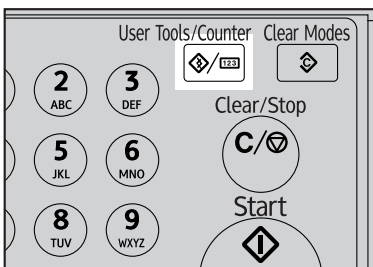 User Tools/Counter Clear Modes
123
2 3
ABC DEF
Clear/Stop
5 6 C/
JKL MNO
Start
8 9
TUV WXYZ